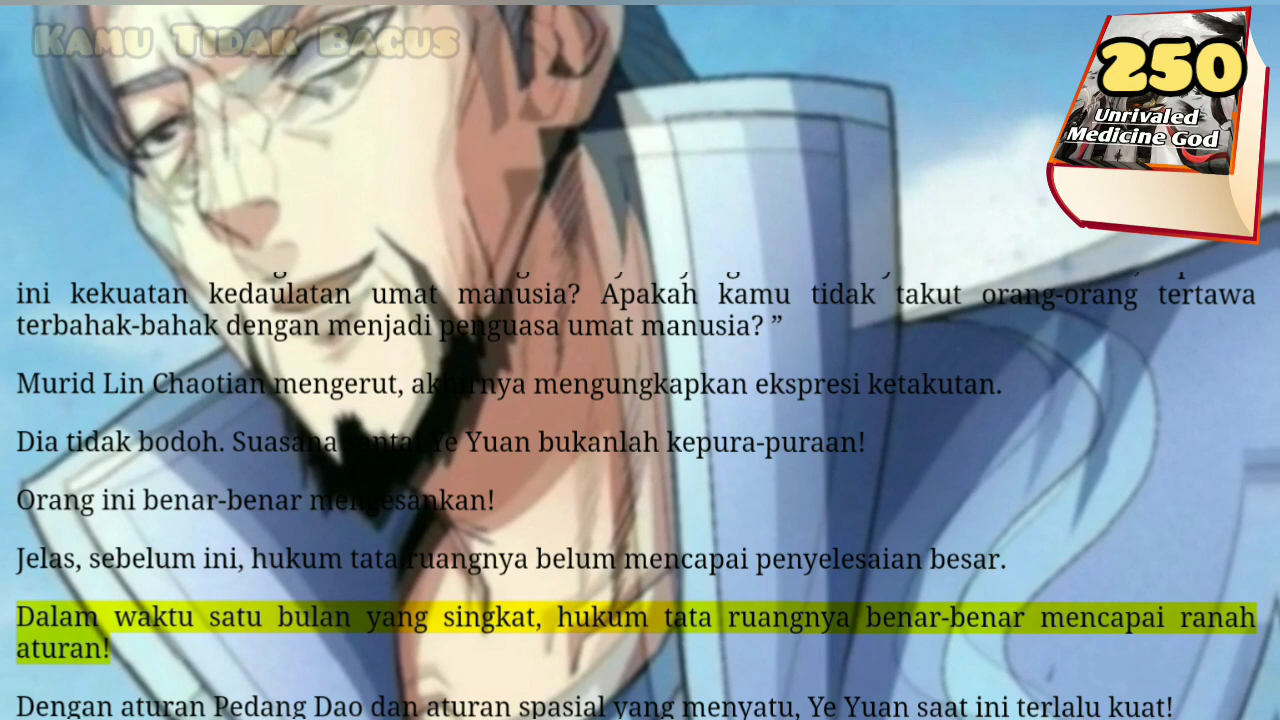 Kamu Tidak Bagus
250
Unrivaled
Medicine God
ini kekuatan kedaulatan umat manusia? Apakah kamu tidak takut orang-orang tertawa
terbahak-bahak dengan menjadi penguasa umat manusia? ”
Murid Lin Chaotian mengerut, akhirnya mengungkapkan ekspresi ketakutan.
Dia tidak bodoh. Suasana santai Ye Yuan bukanlah kepura-puraan!
Orang ini benar-benar mengesankan!
Jelas, sebelum ini, hukum tata ruangnya belum mencapai penyelesaian besar.
Dalam waktu satu bulan yang singkat, hukum tata ruangnya benar-benar mencapai ranah
aturan!
Dengan aturan Pedang Dao dan aturan spasial yang menyatu, Ye Yuan saat ini terlalu kuat!